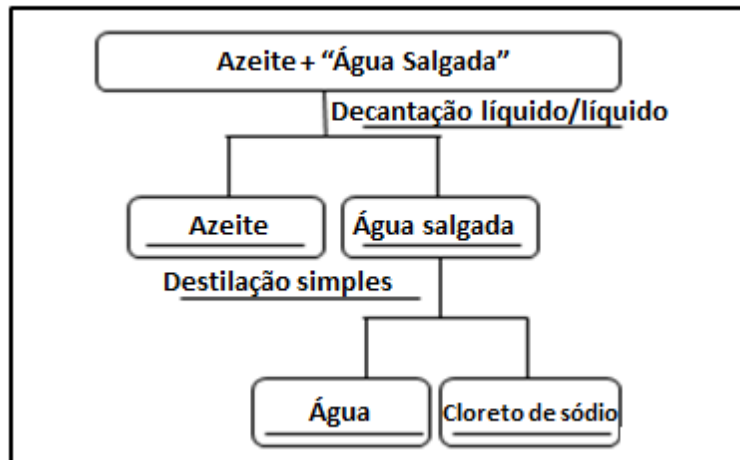 Azeite + “Água Salgada”
Decantação líquido/líquido
Azeite
Água salgada
Destilação simples
Água
Cloreto de sódio